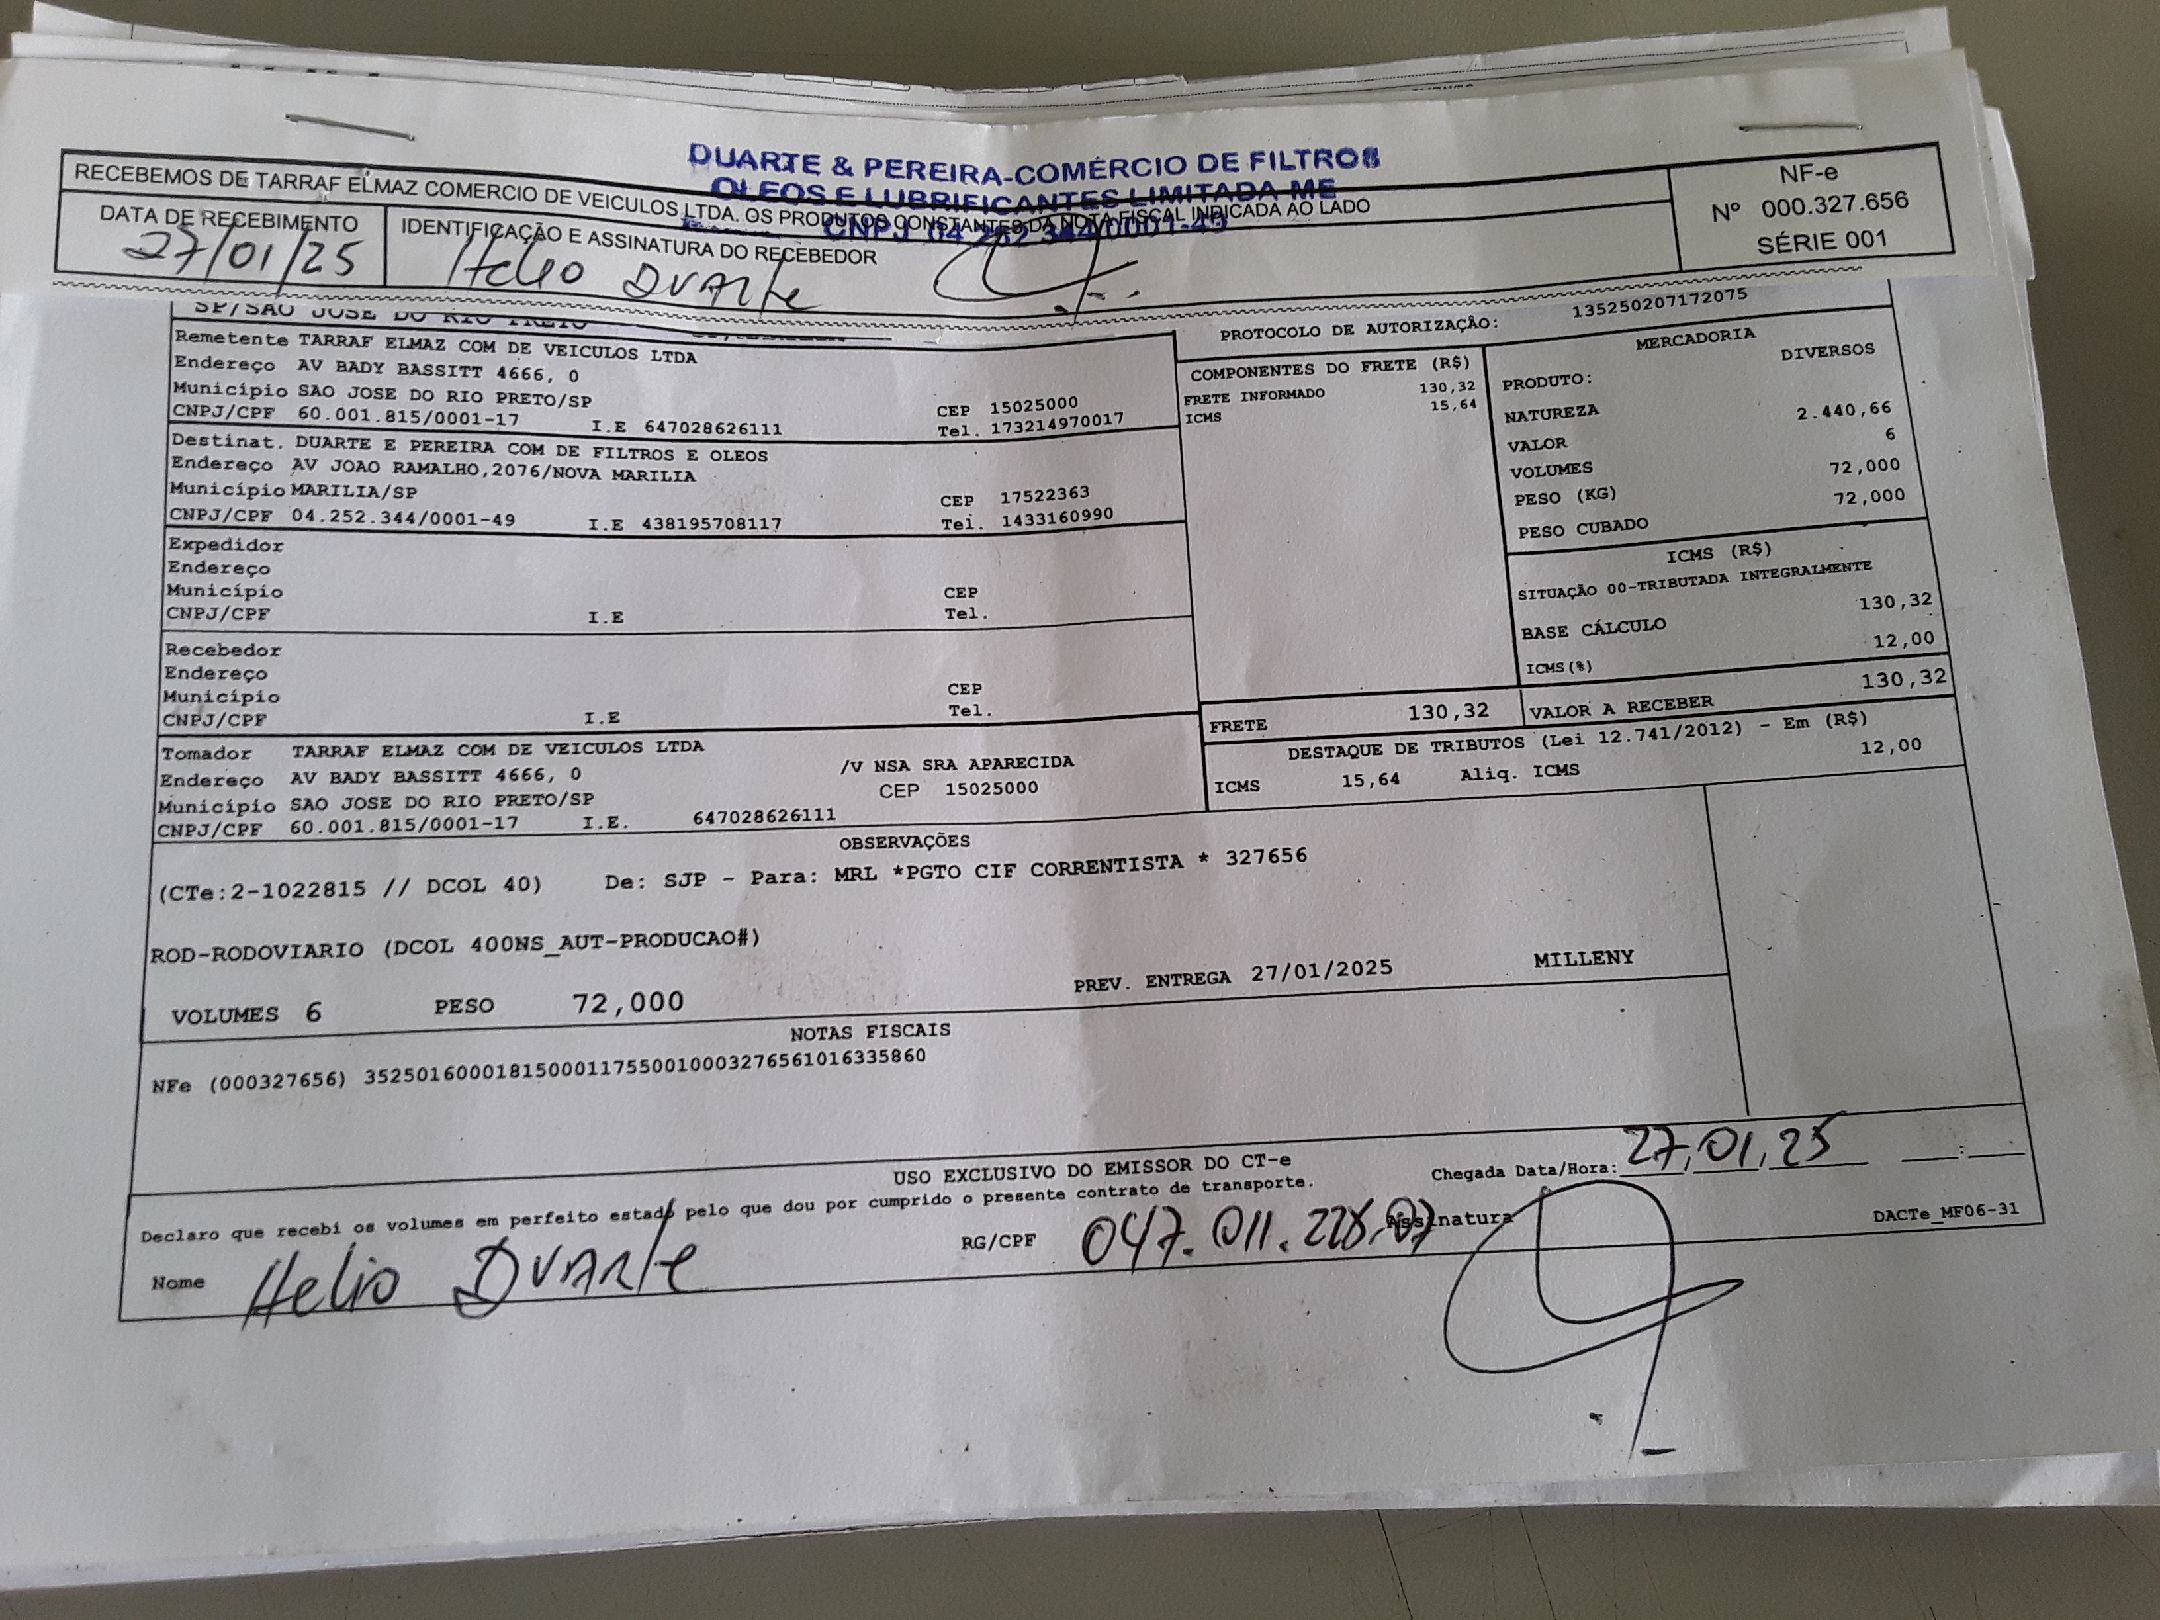 DUARTE & PEREIRA-COMÉRCIO DE FILTROS
OLEOS E LUBRIFICANTES LIMITADA ME
CNPJ 04 252 344/0001-49
RECEBEMOS DE TARRAF ELMAZ COMERCIO DE VEICULOS LTDA. OS PRODUTOS CONSTANTES DA NOTA FISCAL INDICADA AO LADO
DATA DE RECEBIMENTO
27/01/25
IDENTIFICAÇÃO E ASSINATURA DO RECEBEDOR
Helio Duarte
NF-e
Nº 000.327.656
SÉRIE 001
SP/SAO JOSE DO RIO PRETO
Remetente TARRAF ELMAZ COM DE VEICULOS LTDA
Endereço AV BADY BASSITT 4666, 0
Município SAO JOSE DO RIO PRETO/SP CEP 15025000
CNPJ/CPF 60.001.815/0001-17 I.E 647028626111 Tel. 173214970017
Destinat. DUARTE E PEREIRA COM DE FILTROS E OLEOS
Endereço AV JOAO RAMALHO,2076/NOVA MARILIA
Município MARILIA/SP CEP 17522363
CNPJ/CPF 04.252.344/0001-49 I.E 438195708117 Tel. 1433160990
Expedidor
Endereço
Município CEP
CNPJ/CPF I.E Tel.
Recebedor
Endereço
Município CEP
CNPJ/CPF I.E Tel.
Tomador TARRAF ELMAZ COM DE VEICULOS LTDA
Endereço AV BADY BASSITT 4666, 0 /V NSA SRA APARECIDA
Município SAO JOSE DO RIO PRETO/SP CEP 15025000
CNPJ/CPF 60.001.815/0001-17 I.E. 647028626111
PROTOCOLO DE AUTORIZAÇÃO: 135250207172075
COMPONENTES DO FRETE (R$)
FRETE INFORMADO 130,32
ICMS 15,64
MERCADORIA
PRODUTO: DIVERSOS
NATUREZA
VALOR 2.440,66
VOLUMES 6
PESO (KG) 72,000
PESO CUBADO 72,000
ICMS (R$)
SITUAÇÃO 00-TRIBUTADA INTEGRALMENTE
BASE CÁLCULO 130,32
ICMS(%) 12,00
FRETE 130,32 VALOR A RECEBER 130,32
DESTAQUE DE TRIBUTOS (Lei 12.741/2012) - Em (R$)
ICMS 15,64 Aliq. ICMS 12,00
OBSERVAÇÕES
(CTe:2-1022815 // DCOL 40) De: SJP - Para: MRL *PGTO CIF CORRENTISTA * 327656
ROD-RODOVIARIO (DCOL 400NS_AUT-PRODUCAO#)
VOLUMES 6 PESO 72,000 PREV. ENTREGA 27/01/2025 MILLENY
NOTAS FISCAIS
NFe (000327656) 35250160001815000117550010003276561016335860
USO EXCLUSIVO DO EMISSOR DO CT-e
Chegada Data/Hora: 27,01,25 :
Declaro que recebi os volumes em perfeito estado pelo que dou por cumprido o presente contrato de transporte.
Nome Helio Duarte RG/CPF Assinatura
DACTe_MF06-31